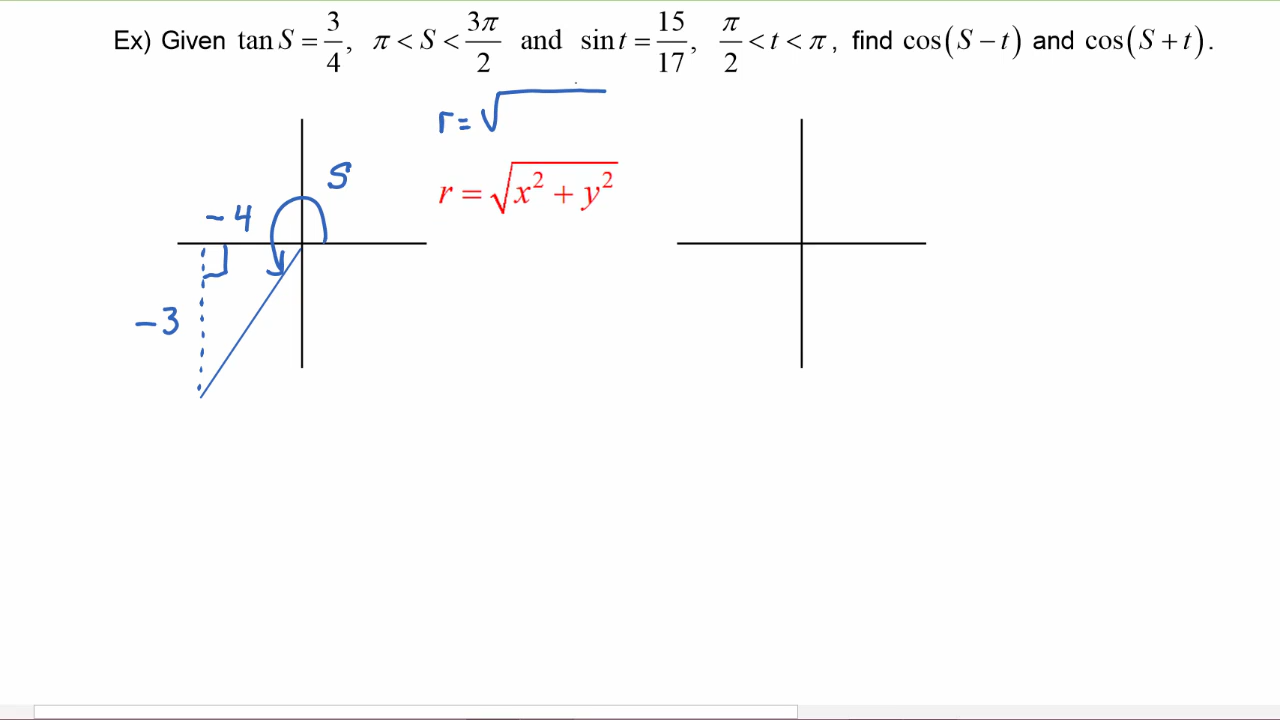 Ex) Given tan S = 3/4, π < S < 3π/2 and sin t = 15/17, π/2 < t < π, find cos(S − t) and cos(S + t).
r = √
S
r = √(x² + y²)
−4
−3